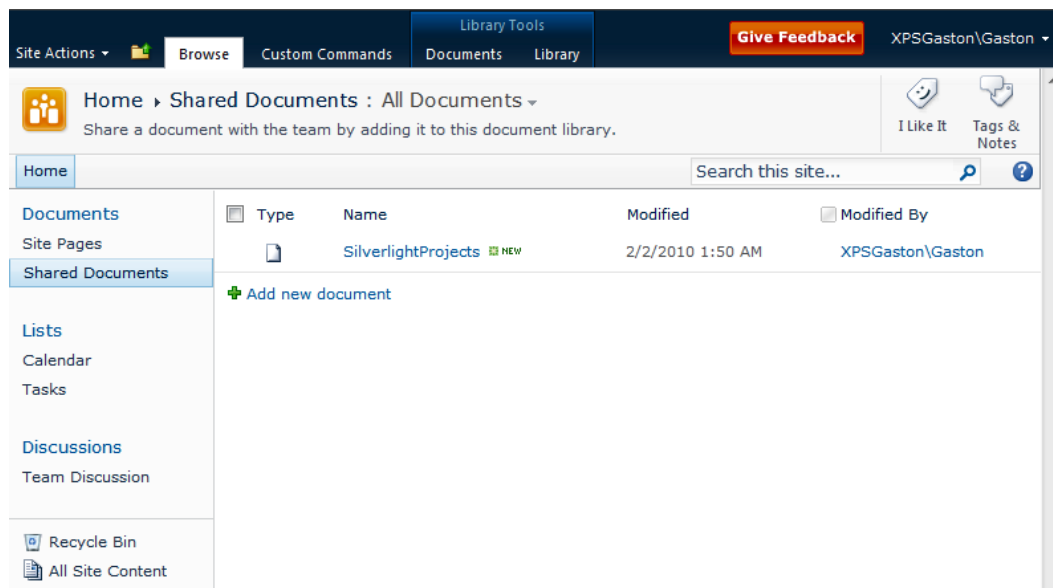 Library Tools
Site Actions Browse Custom Commands Documents Library Give Feedback XPSGaston\Gaston
Home Shared Documents : All Documents
Share a document with the team by adding it to this document library.
I Like It Tags & Notes
Home Search this site...
Documents
Site Pages
Shared Documents
Lists
Calendar
Tasks
Discussions
Team Discussion
Recycle Bin
All Site Content
Type Name Modified Modified By
SilverlightProjects NEW 2/2/2010 1:50 AM XPSGaston\Gaston
Add new document